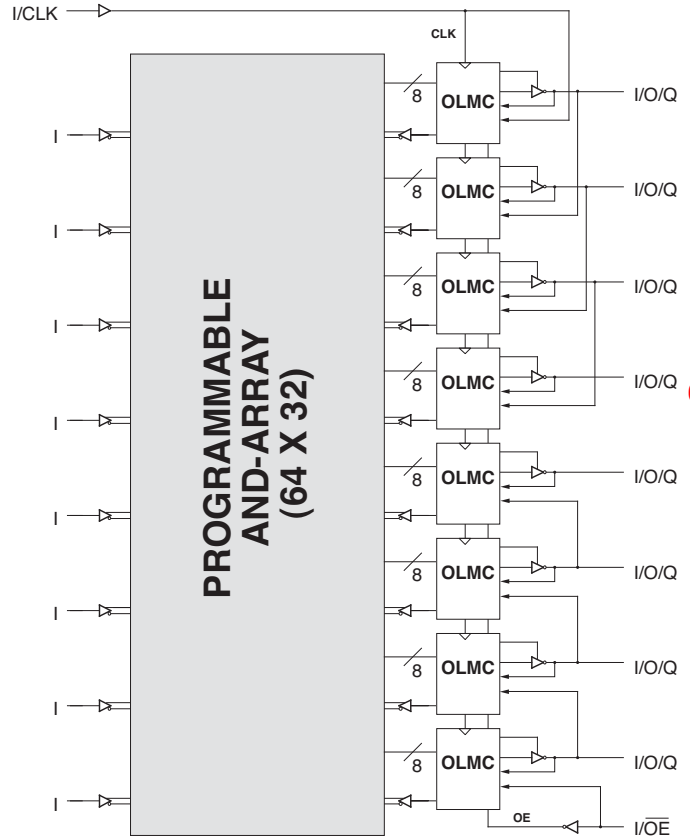 I/CLK
CLK
8
OLMC
I/O/Q
I
8
OLMC
I/O/Q
I
8
OLMC
I/O/Q
I
8
OLMC
I/O/Q
I
8
OLMC
I/O/Q
I
8
OLMC
I/O/Q
I
8
OLMC
I/O/Q
I
8
OLMC
I/O/Q
I
OE
I/O̅E̅
PROGRAMMABLE
AND-ARRAY
(64 X 32)